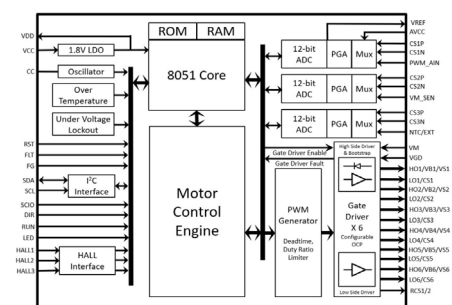 VDD
VCC
CC
RST
FLT
FG
SDA
SCL
SCIO
DIR
RUN
LED
HALL1
HALL2
HALL3
1.8V LDO
Oscillator
Over
Temperature
Under Voltage
Lockout
I²C
Interface
HALL
Interface
ROM
RAM
8051 Core
Motor
Control
Engine
12-bit
ADC
PGA
Mux
12-bit
ADC
PGA
Mux
12-bit
ADC
PGA
Mux
Gate Driver Enable
Gate Driver Fault
PWM
Generator
Deadtime,
Duty Ratio
Limiter
High Side Driver
& Bootstrap
Gate
Driver
X 6
Configurable
OCP
Low Side Driver
VREF
AVCC
CS1P
CS1N
PWM_AIN
CS2P
CS2N
VM_SEN
CS3P
CS3N
NTC/EXT
VM
VGD
HO1/VB1/VS1
LO1/CS1
HO2/VB2/VS2
LO2/CS2
HO3/VB3/VS3
LO3/CS3
HO4/VB4/VS4
LO4/CS4
HO5/VB5/VS5
LO5/CS5
HO6/VB6/VS6
LO6/CS6
RCS1/2